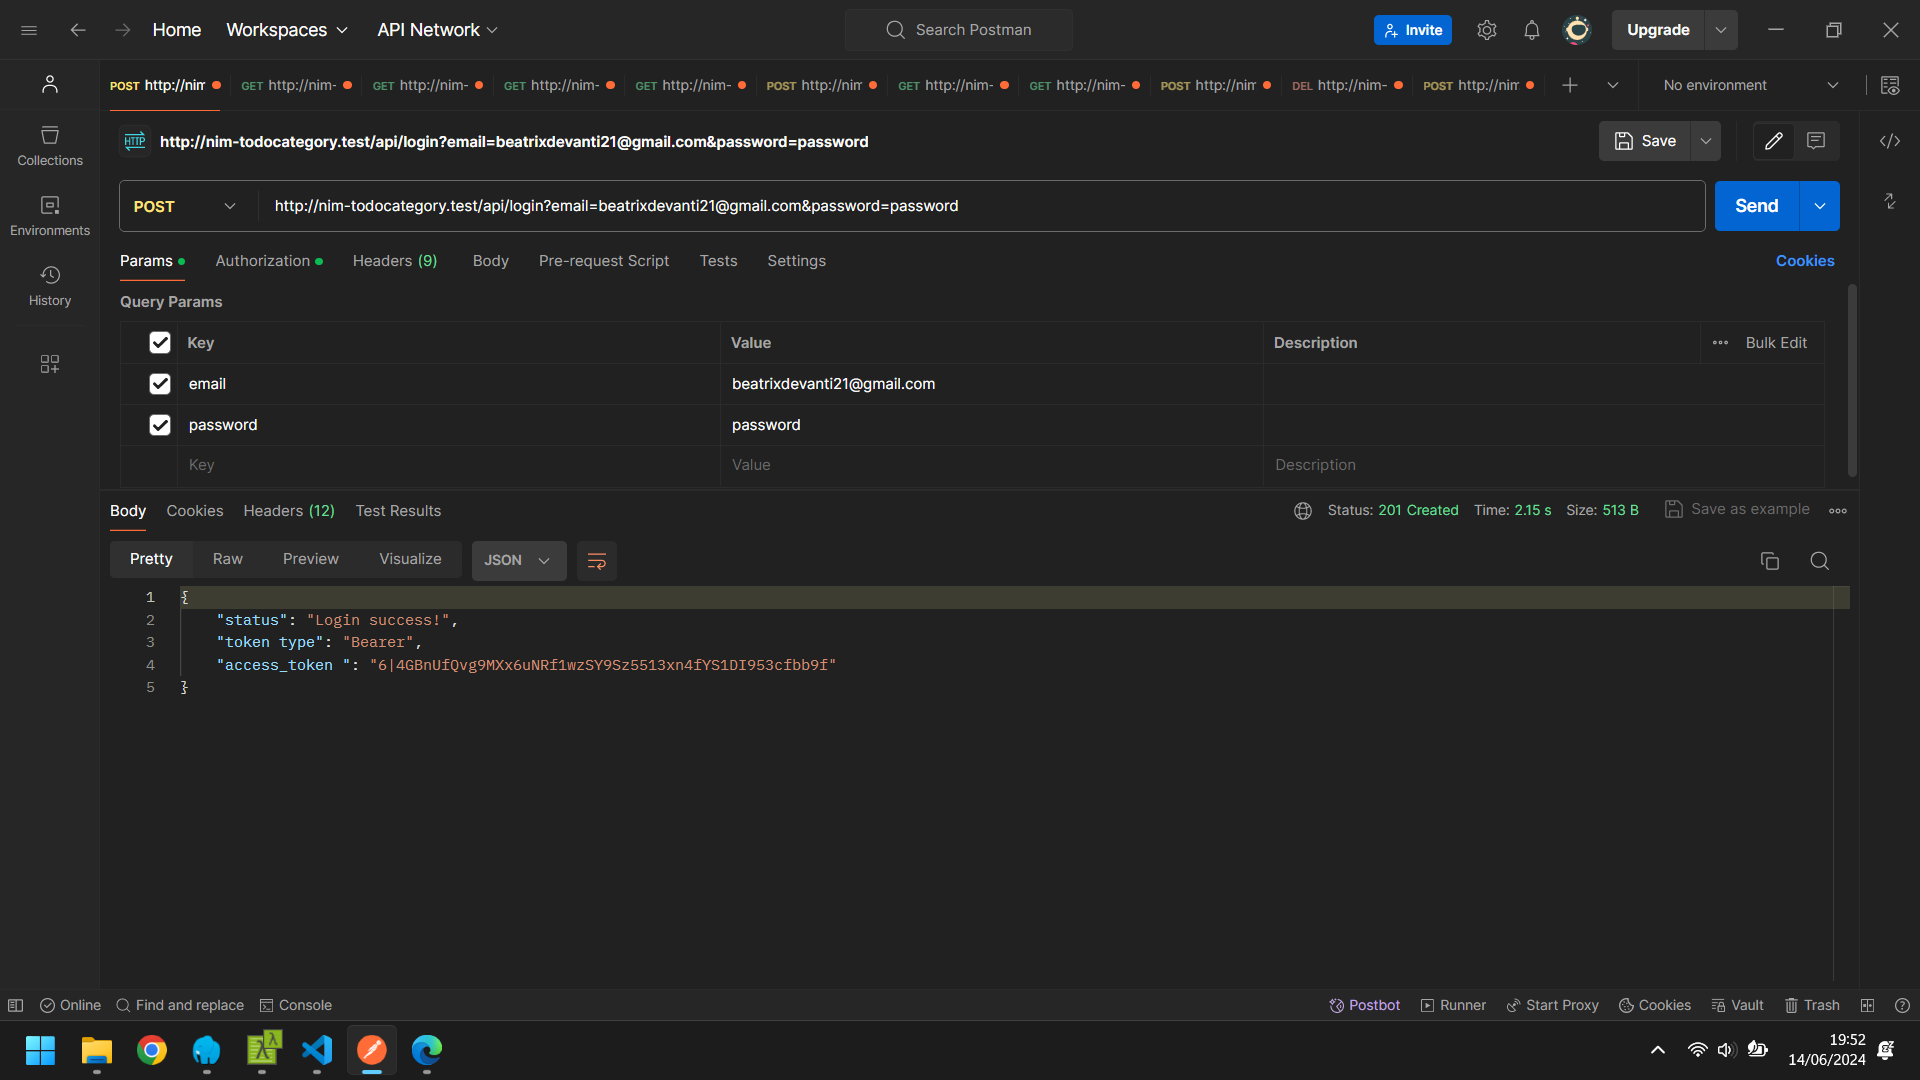 Home Workspaces API Network Search Postman Invite Upgrade
POST http://nim GET http://nim- GET http://nim- GET http://nim- GET http://nim- POST http://nim GET http://nim- GET http://nim- POST http://nim DEL http://nim- POST http://nim No environment
HTTP http://nim-todocategory.test/api/login?email=beatrixdevanti21@gmail.com&password=password Save
Collections
Environments
History
POST http://nim-todocategory.test/api/login?email=beatrixdevanti21@gmail.com&password=password Send
Params Authorization Headers (9) Body Pre-request Script Tests Settings Cookies
Query Params
Key Value Description Bulk Edit
email beatrixdevanti21@gmail.com
password password
Key Value Description
Body Cookies Headers (12) Test Results Status: 201 Created Time: 2.15 s Size: 513 B Save as example
Pretty Raw Preview Visualize JSON
1 {
2 "status": "Login success!",
3 "token type": "Bearer",
4 "access_token ": "6|4GBnUfQvg9MXx6uNRf1wzSY9Sz5513xn4fYS1DI953cfbb9f"
5 }
Online Find and replace Console Postbot Runner Start Proxy Cookies Vault Trash
19:52
14/06/2024